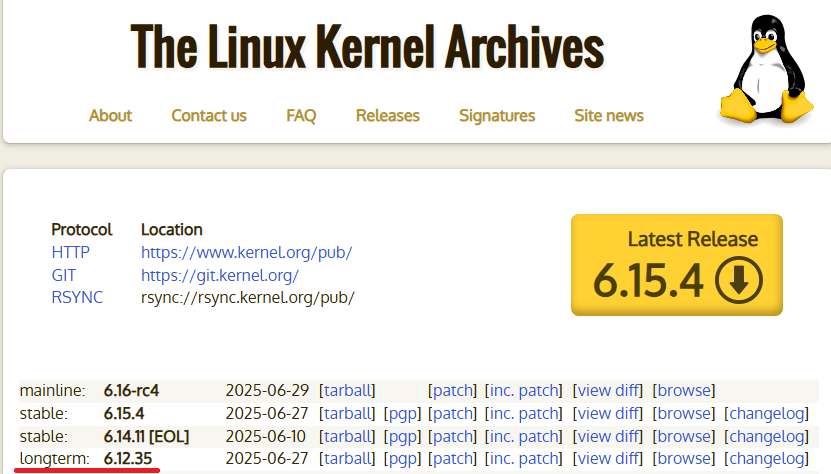 The Linux Kernel Archives
About Contact us FAQ Releases Signatures Site news
Protocol Location
HTTP https://www.kernel.org/pub/
GIT https://git.kernel.org/
RSYNC rsync://rsync.kernel.org/pub/
Latest Release
6.15.4
mainline: 6.16-rc4 2025-06-29 [tarball] [patch] [inc. patch] [view diff] [browse]
stable: 6.15.4 2025-06-27 [tarball] [pgp] [patch] [inc. patch] [view diff] [browse] [changelog]
stable: 6.14.11 [EOL] 2025-06-10 [tarball] [pgp] [patch] [inc. patch] [view diff] [browse] [changelog]
longterm: 6.12.35 2025-06-27 [tarball] [pgp] [patch] [inc. patch] [view diff] [browse] [changelog]